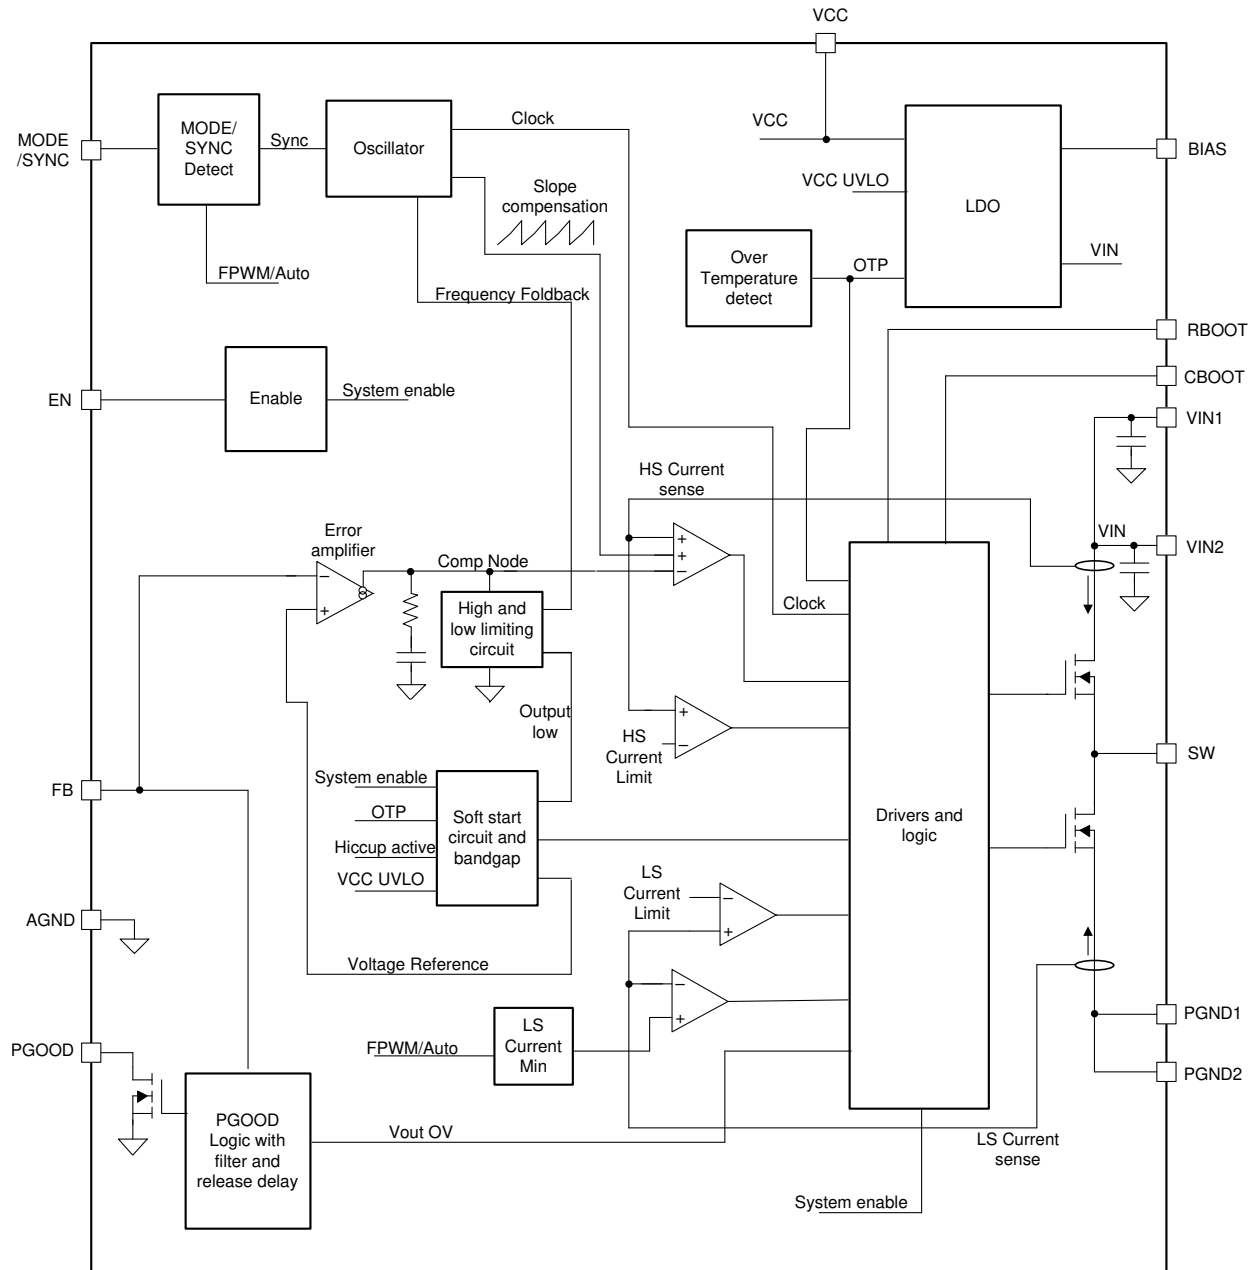 VCC
MODE
/SYNC
MODE/
SYNC
Detect
Sync
Oscillator
Clock
Slope
compensation
FPWM/Auto
Frequency Foldback
VCC
VCC UVLO
LDO
BIAS
VIN
Over
Temperature
detect
OTP
RBOOT
CBOOT
VIN1
EN
Enable
System enable
HS Current
sense
VIN
VIN2
Error
amplifier
−
+
Comp Node
+
+
−
High and
low limiting
circuit
Clock
Output
low
+
−
HS
Current
Limit
SW
FB
System enable
OTP
Hiccup active
VCC UVLO
Soft start
circuit and
bandgap
Drivers and
logic
LS
Current
Limit
−
+
AGND
Voltage Reference
−
+
PGND1
PGOOD
FPWM/Auto
LS
Current
Min
PGND2
PGOOD
Logic with
filter and
release delay
Vout OV
LS Current
sense
System enable